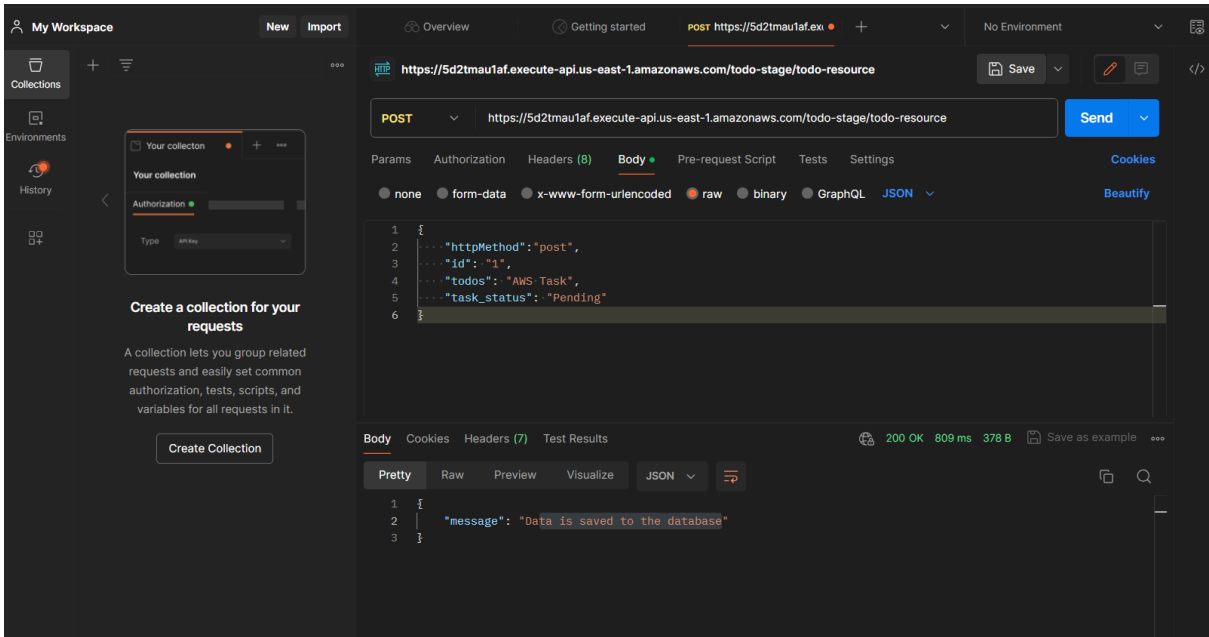 My Workspace
New
Import
Overview
Getting started
POST https://5d2tmau1af.exe
No Environment
Collections
Environments
History
Your collecton
Your collection
Authorization
Type
API Key
Create a collection for your
requests
A collection lets you group related
requests and easily set common
authorization, tests, scripts, and
variables for all requests in it.
Create Collection
HTTP
https://5d2tmau1af.execute-api.us-east-1.amazonaws.com/todo-stage/todo-resource
Save
POST
https://5d2tmau1af.execute-api.us-east-1.amazonaws.com/todo-stage/todo-resource
Send
Params Authorization Headers (8) Body Pre-request Script Tests Settings Cookies
none form-data x-www-form-urlencoded raw binary GraphQL JSON Beautify
1 {
2 "httpMethod":"post",
3 "id": "1",
4 "todos": "AWS Task",
5 "task_status": "Pending"
6 }
Body Cookies Headers (7) Test Results 200 OK 809 ms 378 B Save as example
Pretty Raw Preview Visualize JSON
1 {
2 "message": "Data is saved to the database"
3 }